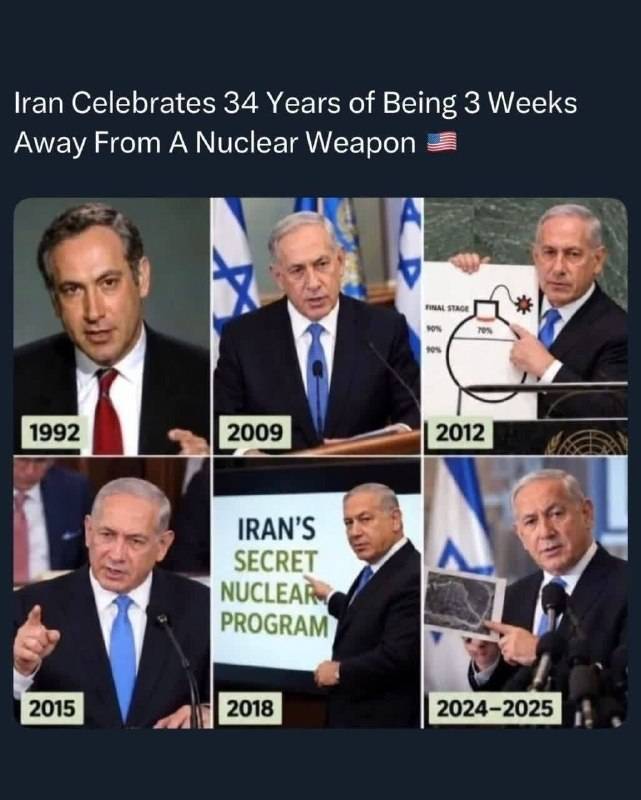 Iran Celebrates 34 Years of Being 3 Weeks
Away From A Nuclear Weapon 🇺🇸
1992
2009
FINAL STAGE
90%
70%
90%
2012
2015
IRAN'S
SECRET
NUCLEAR
PROGRAM
2018
2024–2025